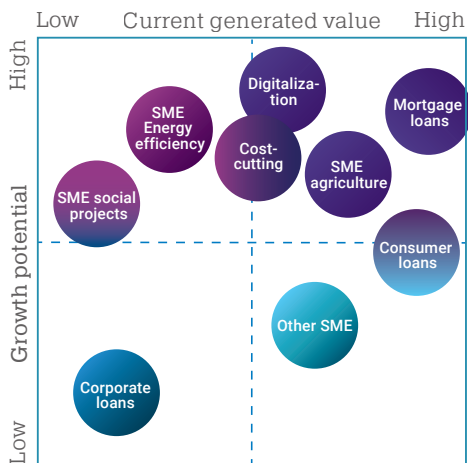 Low Current generated value High
High
Growth potential
Low
Digitaliza-
tion
Mortgage
loans
SME
Energy
efficiency
Cost-
cutting
SME
agriculture
SME social
projects
Consumer
loans
Other SME
Corporate
loans